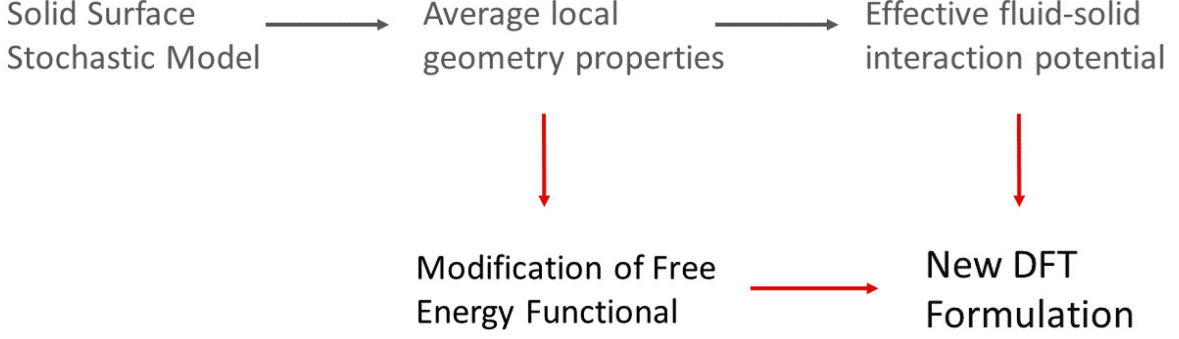 Solid Surface
Stochastic Model
Average local
geometry properties
Effective fluid-solid
interaction potential
Modification of Free
Energy Functional
New DFT
Formulation